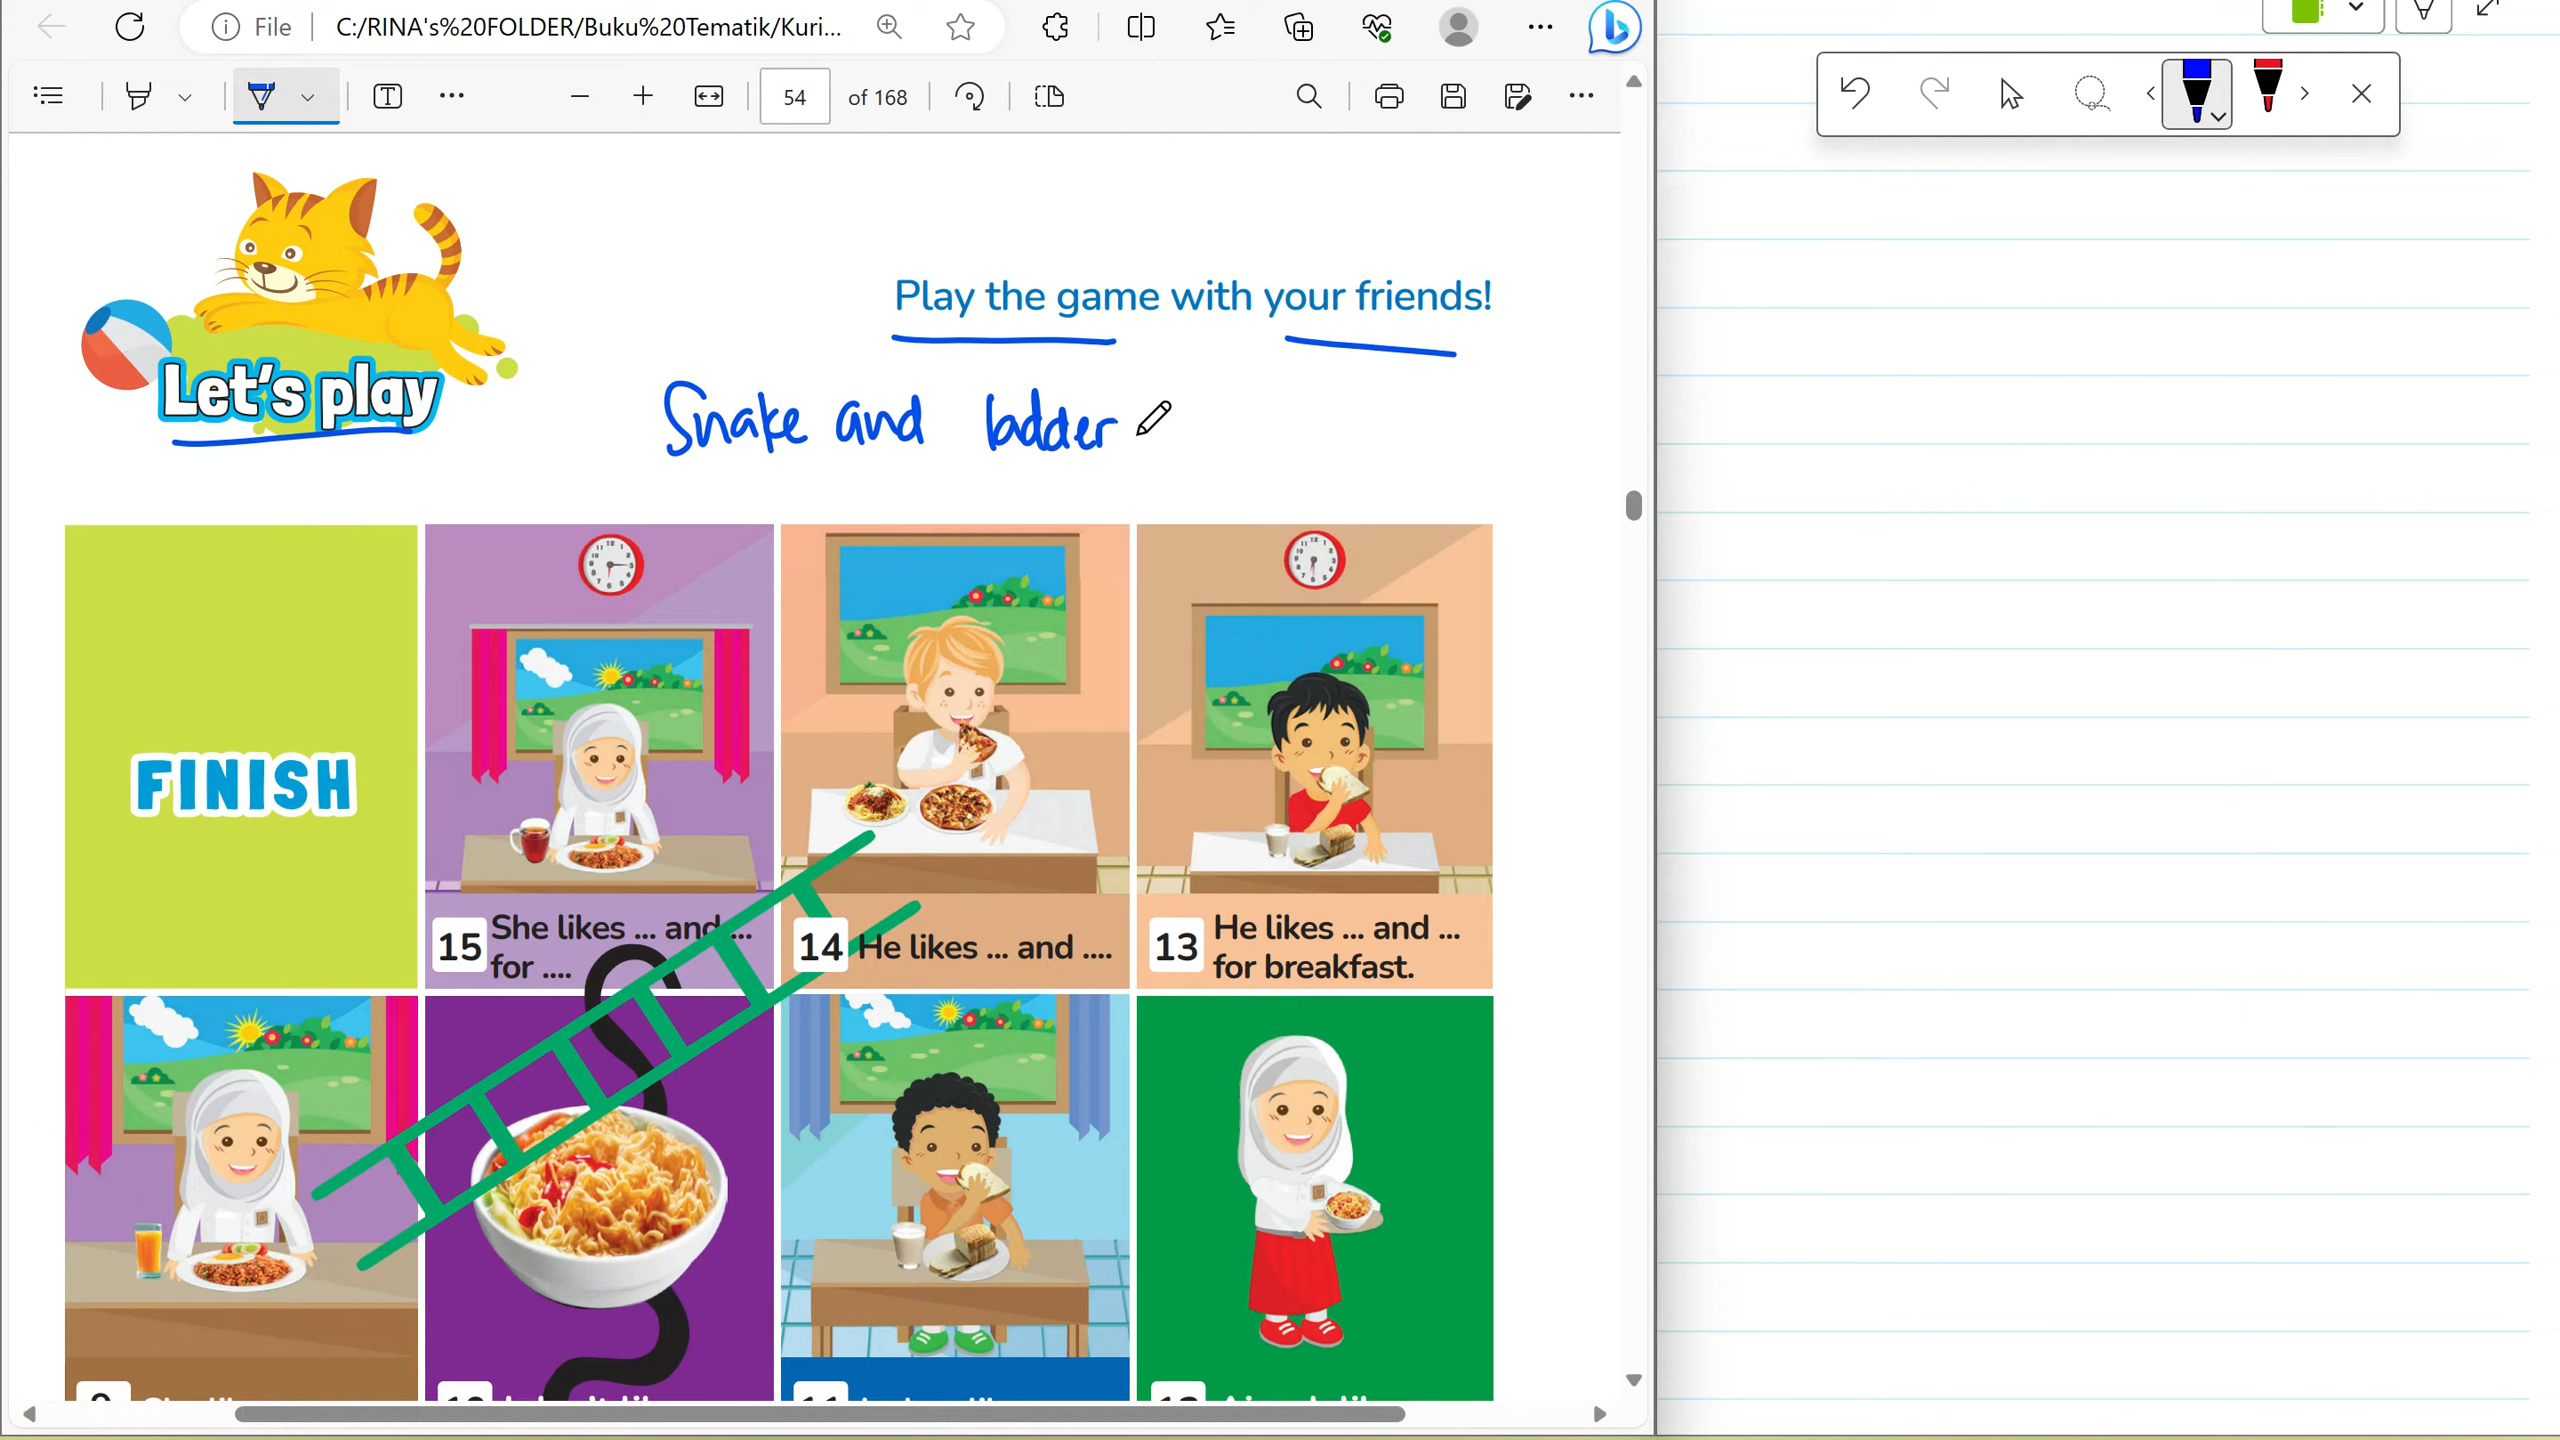 File C:/RINA's%20FOLDER/Buku%20Tematik/Kuri...
54 of 168
Let's play
Play the game with your friends!
Snake and ladder
FINISH
15 She likes ... and ...
for ....
14 He likes ... and ....
13 He likes ... and ...
for breakfast.